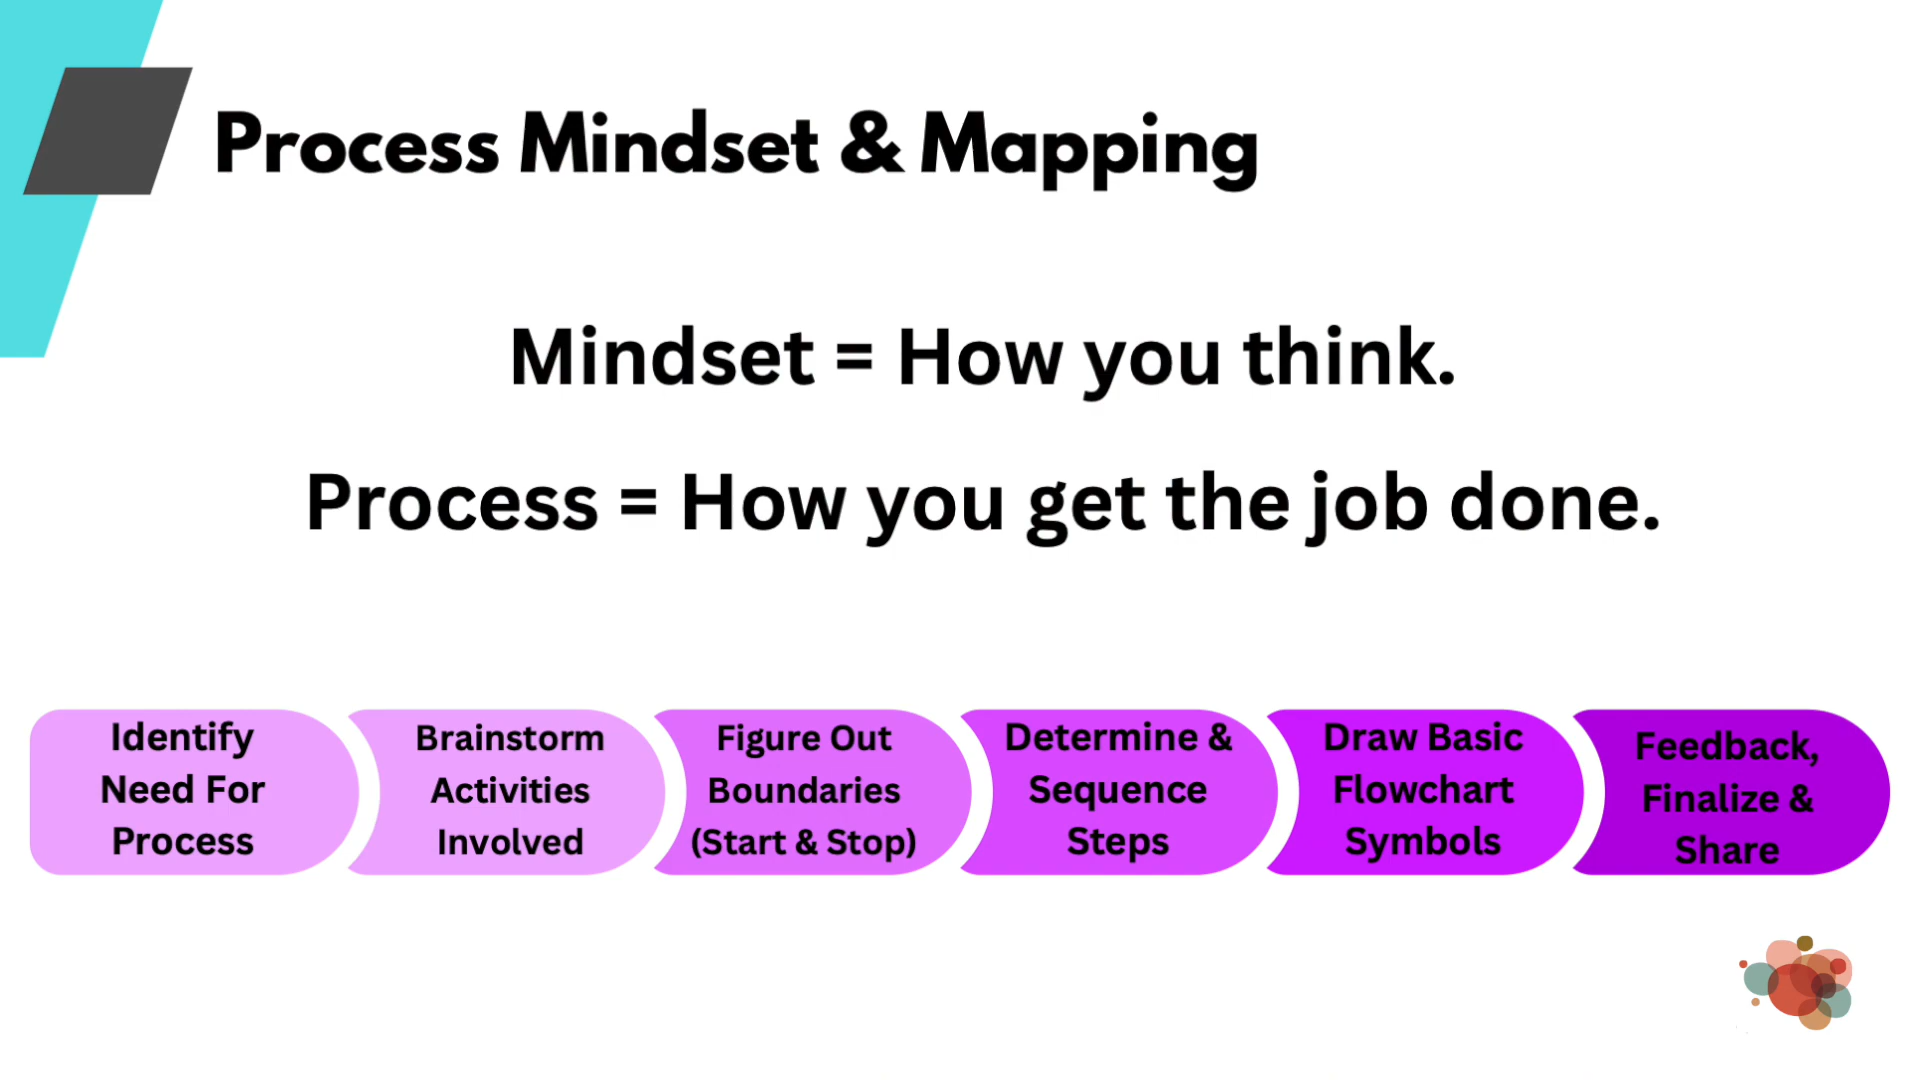 Process Mindset & Mapping
Mindset = How you think.
Process = How you get the job done.
Identify
Need For
Process
Brainstorm
Activities
Involved
Figure Out
Boundaries
(Start & Stop)
Determine &
Sequence
Steps
Draw Basic
Flowchart
Symbols
Feedback,
Finalize &
Share